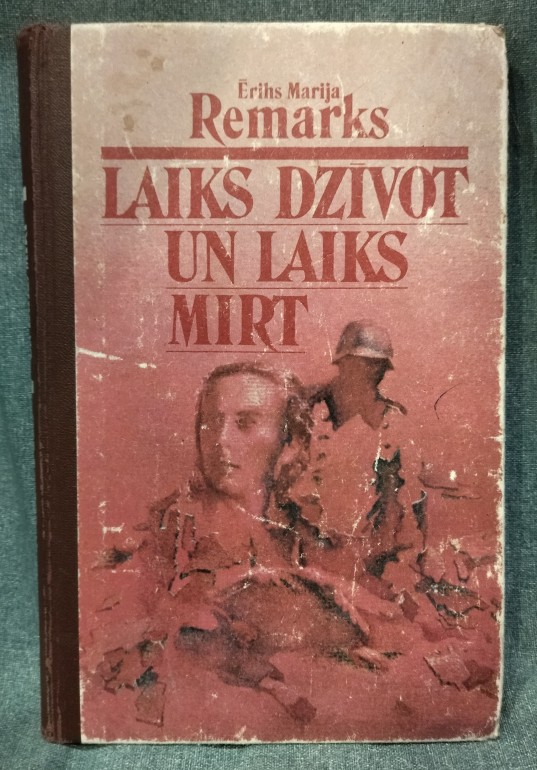 Ērihs Marija
Remarks
LAIKS DZĪVOT
UN LAIKS
MIRT